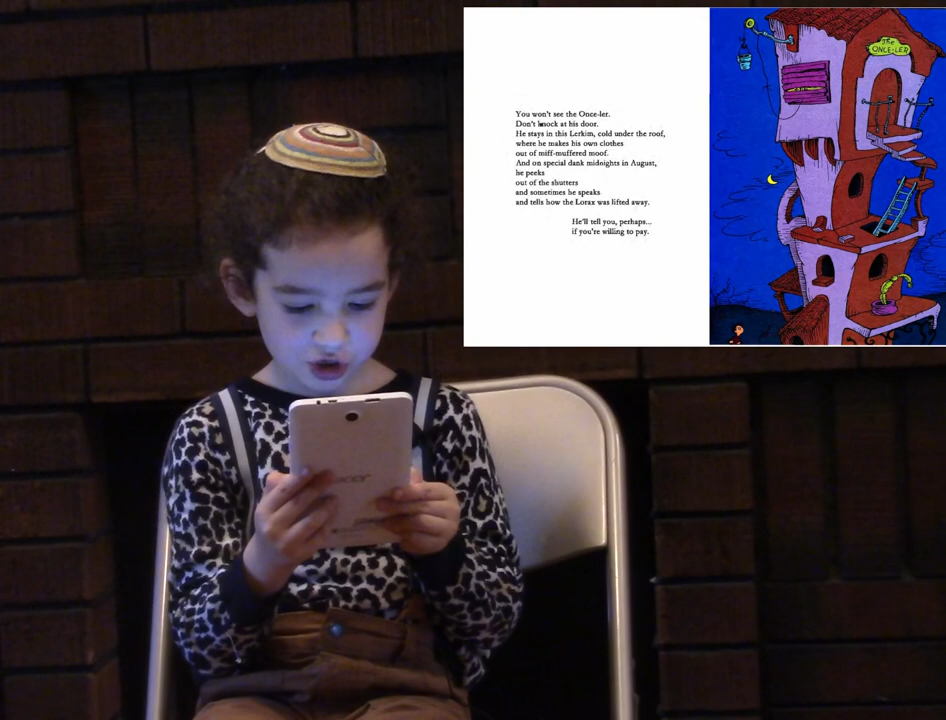 You won't see the Once-ler.
Don't knock at his door.
He stays in this Lerkim, cold under the roof,
where he makes his own clothes
out of miff-muffered moof.
And on special dank midnights in August,
he peeks
out of the shutters
and sometimes he speaks
and tells how the Lorax was lifted away.
He'll tell you, perhaps...
if you're willing to pay.
The
ONCE-LER
acer